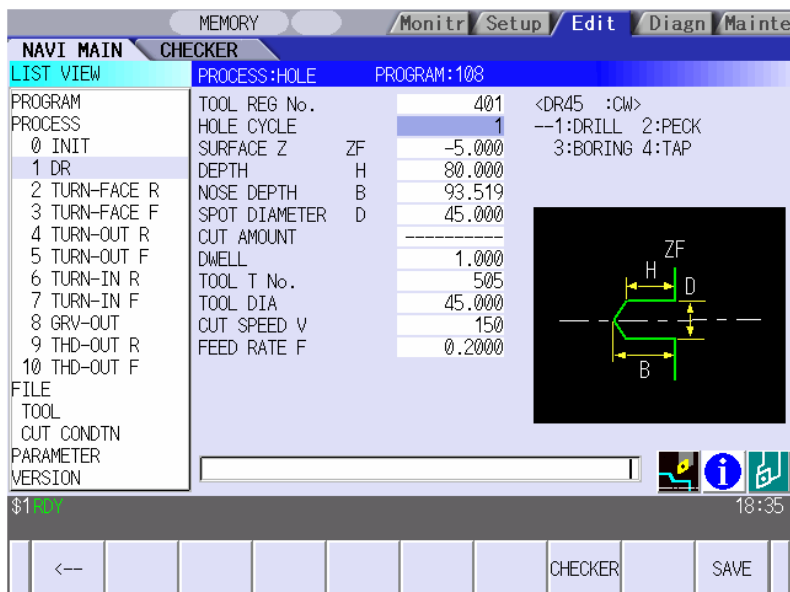 MEMORY Monitr Setup Edit Diagn Mainte
NAVI MAIN CHECKER
LIST VIEW
PROGRAM
PROCESS
0 INIT
1 DR
2 TURN-FACE R
3 TURN-FACE F
4 TURN-OUT R
5 TURN-OUT F
6 TURN-IN R
7 TURN-IN F
8 GRV-OUT
9 THD-OUT R
10 THD-OUT F
FILE
TOOL
CUT CONDTN
PARAMETER
VERSION
PROCESS:HOLE PROGRAM:108
TOOL REG No. 401
HOLE CYCLE 1
SURFACE Z ZF -5.000
DEPTH H 80.000
NOSE DEPTH B 93.519
SPOT DIAMETER D 45.000
CUT AMOUNT ----------
DWELL 1.000
TOOL T No. 505
TOOL DIA 45.000
CUT SPEED V 150
FEED RATE F 0.2000
<DR45 :CW>
--1:DRILL 2:PECK
3:BORING 4:TAP
ZF
H
D
B
i
$1 RDY 18:35
<-- CHECKER SAVE